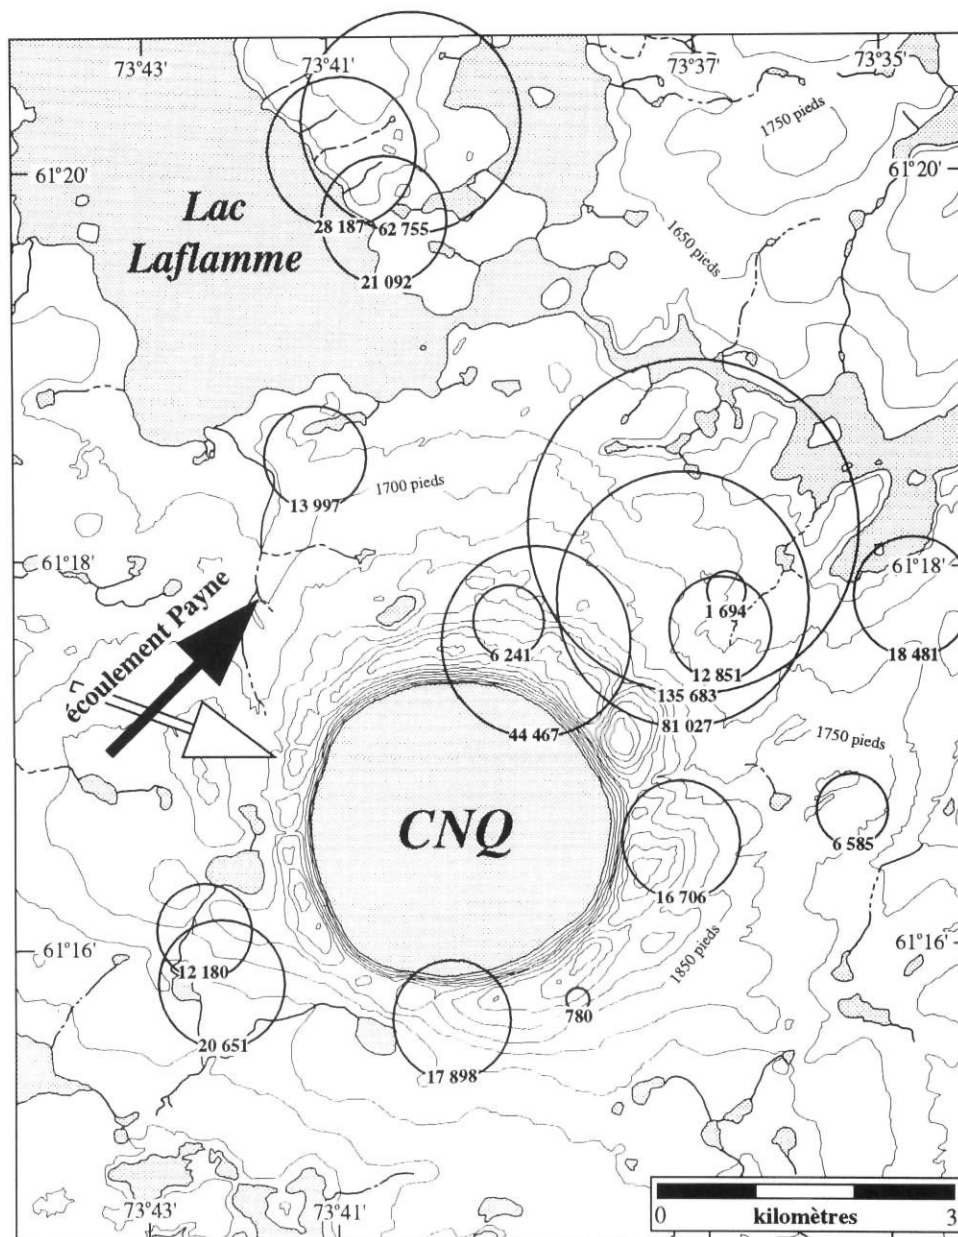 73°43' 73°41' 73°37' 73°35'
1750 pieds
61°20' 61°20'
Lac
Laflamme
28 187 62 755
1650 pieds
21 092
1700 pieds
13 997
61°18' 61°18'
écoulement Payne
1 694
6 241
12 851
18 481
135 683
44 467
81 027
1750 pieds
CNQ
6 585
16 706
61°16' 61°16'
1850 pieds
12 180
780
20 651
17 898
73°43' 73°41'
0 kilomètres 3